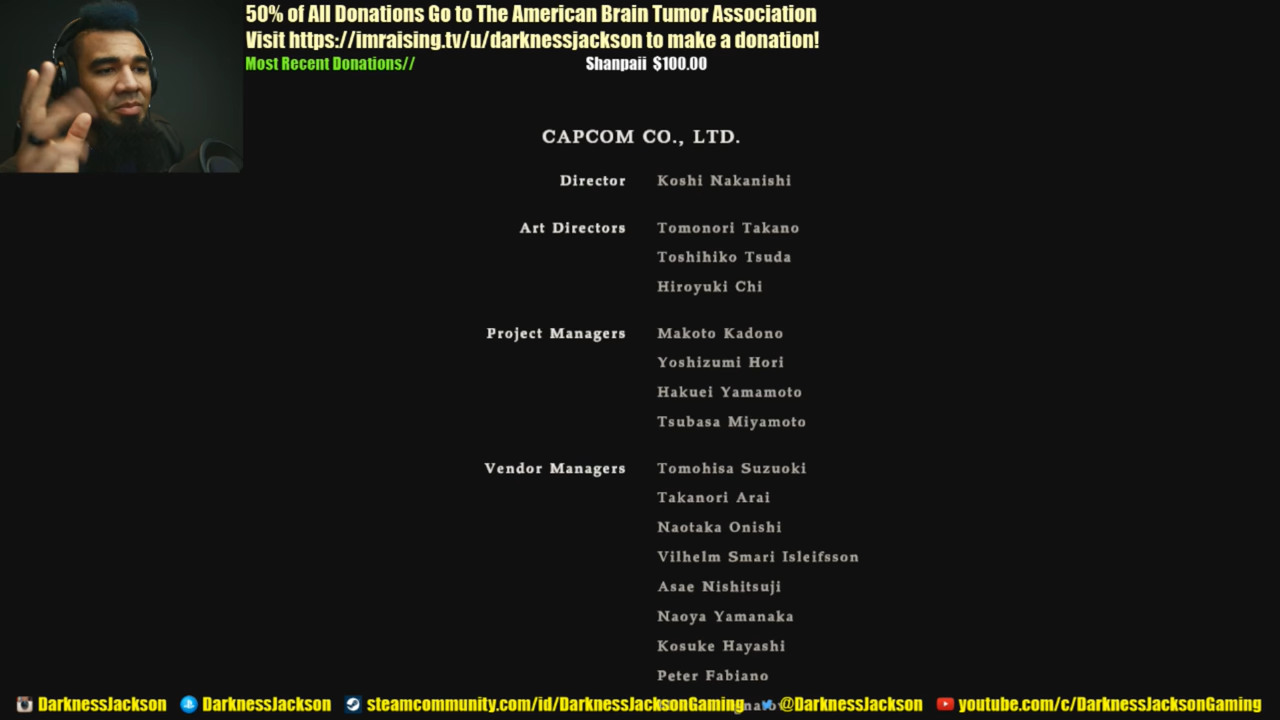 50% of All Donations Go to The American Brain Tumor Association
Visit https://imraising.tv/u/darknessjackson to make a donation!
Most Recent Donations// Shanpaii $100.00
CAPCOM CO., LTD.
Director Koshi Nakanishi
Art Directors Tomonori Takano
Toshihiko Tsuda
Hiroyuki Chi
Project Managers Makoto Kadono
Yoshizumi Hori
Hakuei Yamamoto
Tsubasa Miyamoto
Vendor Managers Tomohisa Suzuoki
Takanori Arai
Naotaka Onishi
Vilhelm Smari Isleifsson
Asae Nishitsuji
Naoya Yamanaka
Kosuke Hayashi
Peter Fabiano
DarknessJackson DarknessJackson steamcommunity.com/id/DarknessJacksonGaming @DarknessJackson youtube.com/c/DarknessJacksonGaming